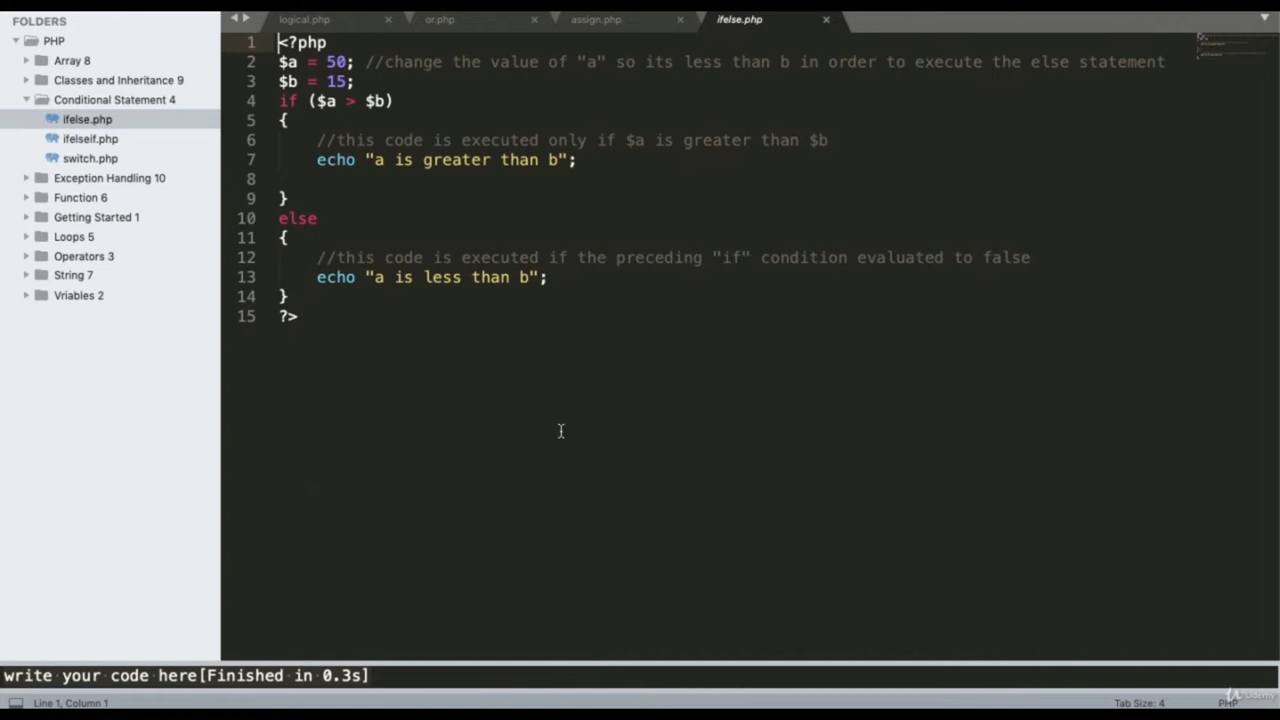 FOLDERS
PHP
Array 8
Classes and Inheritance 9
Conditional Statement 4
ifelse.php
ifelseif.php
switch.php
Exception Handling 10
Function 6
Getting Started 1
Loops 5
Operators 3
String 7
Vriables 2
logical.php
or.php
assign.php
ifelse.php
1 <?php
2 $a = 50; //change the value of "a" so its less than b in order to execute the else statement
3 $b = 15;
4 if ($a > $b)
5 {
6 //this code is executed only if $a is greater than $b
7 echo "a is greater than b";
8
9 }
10 else
11 {
12 //this code is executed if the preceding "if" condition evaluated to false
13 echo "a is less than b";
14 }
15 ?>
write your code here[Finished in 0.3s]
Line 1, Column 1
Tab Size: 4
PHP
Udemy